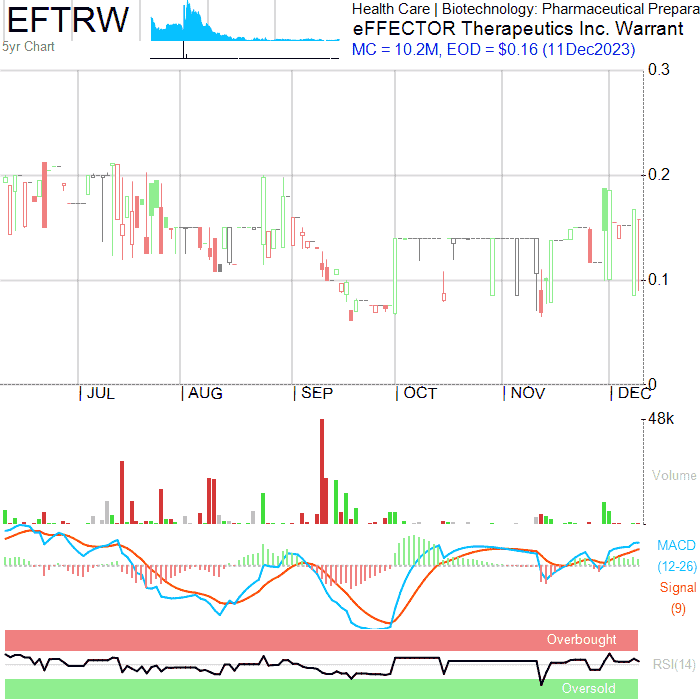 EFTRW
5yr Chart
Health Care | Biotechnology: Pharmaceutical Prepara
eFFECTOR Therapeutics Inc. Warrant
MC = 10.2M, EOD = $0.16 (11Dec2023)
0.3
0.2
0.1
0
| JUL | AUG | SEP | OCT | NOV | DEC
48k
Volume
MACD
(12-26)
Signal
(9)
Overbought
RSI(14)
Oversold